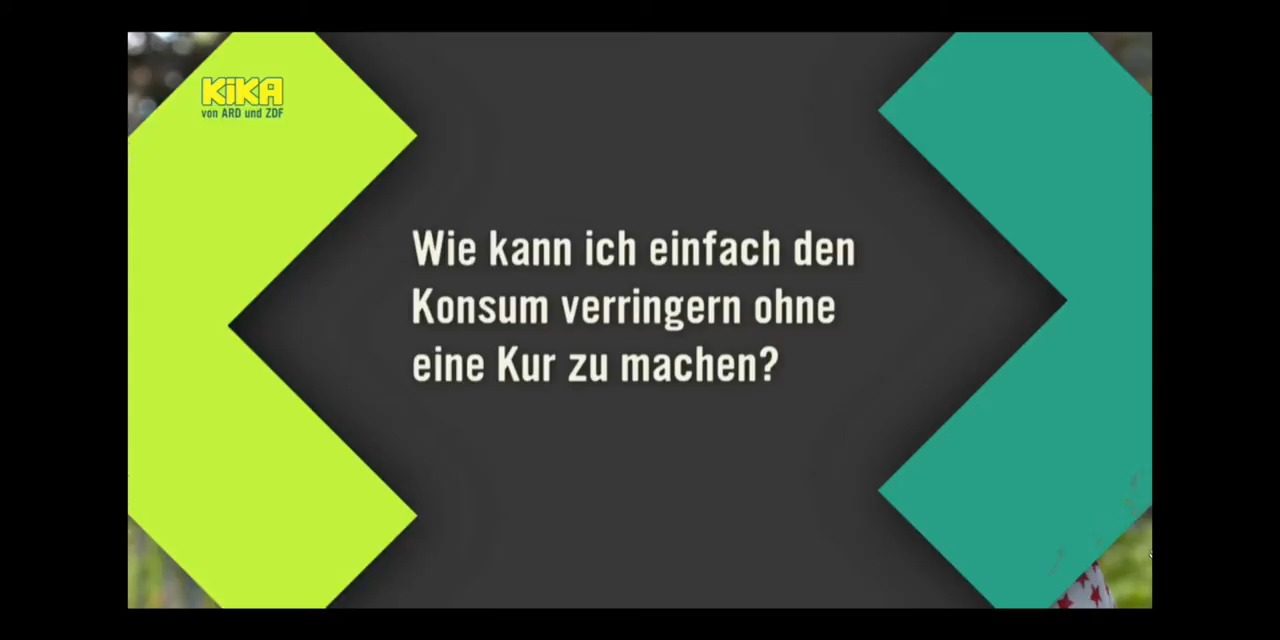 KiKA
von ARD und ZDF
Wie kann ich einfach den
Konsum verringern ohne
eine Kur zu machen?